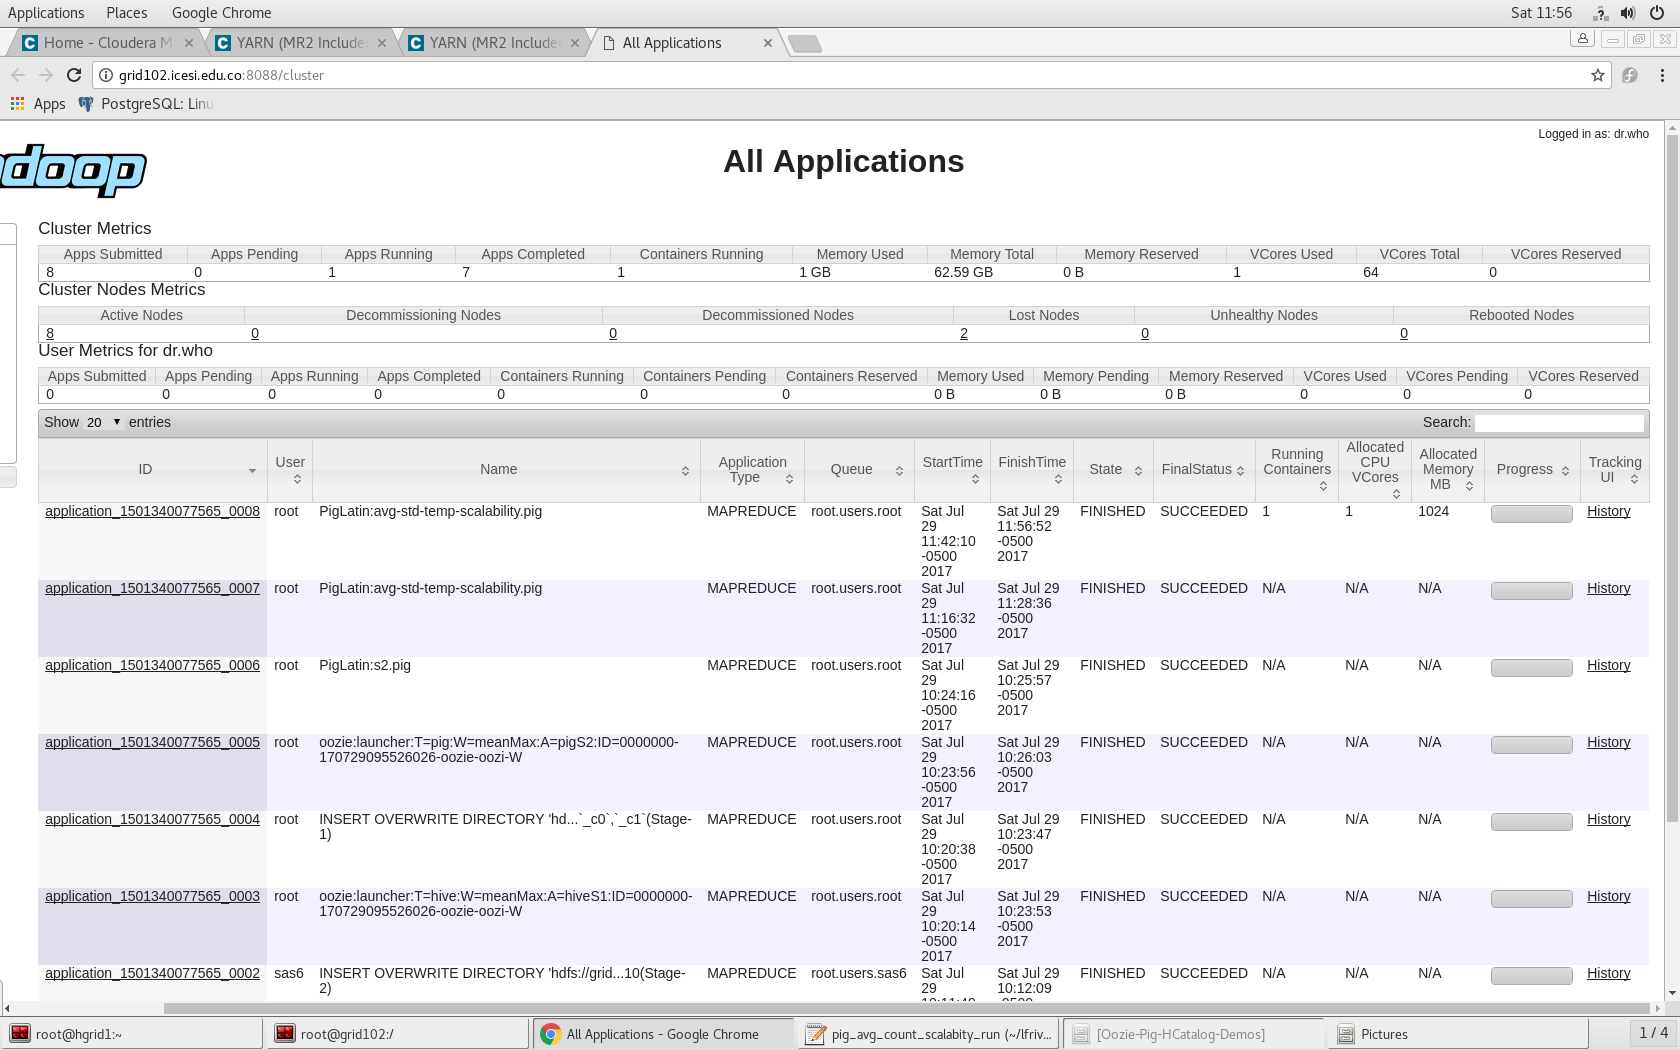 Applications Places Google Chrome Sat 11:56
Home - Cloudera M YARN (MR2 Include YARN (MR2 Include All Applications
grid102.icesi.edu.co:8088/cluster
Apps PostgreSQL: Linu
Logged in as: dr.who
doop
All Applications
Cluster Metrics
Apps Submitted Apps Pending Apps Running Apps Completed Containers Running Memory Used Memory Total Memory Reserved VCores Used VCores Total VCores Reserved
8 0 1 7 1 1 GB 62.59 GB 0 B 1 64 0
Cluster Nodes Metrics
Active Nodes Decommissioning Nodes Decommissioned Nodes Lost Nodes Unhealthy Nodes Rebooted Nodes
8 0 0 2 0 0
User Metrics for dr.who
Apps Submitted Apps Pending Apps Running Apps Completed Containers Running Containers Pending Containers Reserved Memory Used Memory Pending Memory Reserved VCores Used VCores Pending VCores Reserved
0 0 0 0 0 0 0 0 B 0 B 0 B 0 0 0
Show 20 entries Search:
ID User Name Application Type Queue StartTime FinishTime State FinalStatus Running Containers Allocated CPU VCores Allocated Memory MB Progress Tracking UI
application_1501340077565_0008 root PigLatin:avg-std-temp-scalability.pig MAPREDUCE root.users.root Sat Jul 29 11:42:10 -0500 2017 Sat Jul 29 11:56:52 -0500 2017 FINISHED SUCCEEDED 1 1 1024 History
application_1501340077565_0007 root PigLatin:avg-std-temp-scalability.pig MAPREDUCE root.users.root Sat Jul 29 11:16:32 -0500 2017 Sat Jul 29 11:28:36 -0500 2017 FINISHED SUCCEEDED N/A N/A N/A History
application_1501340077565_0006 root PigLatin:s2.pig MAPREDUCE root.users.root Sat Jul 29 10:24:16 -0500 2017 Sat Jul 29 10:25:57 -0500 2017 FINISHED SUCCEEDED N/A N/A N/A History
application_1501340077565_0005 root oozie:launcher:T=pig:W=meanMax:A=pigS2:ID=0000000-170729095526026-oozie-oozi-W MAPREDUCE root.users.root Sat Jul 29 10:23:56 -0500 2017 Sat Jul 29 10:26:03 -0500 2017 FINISHED SUCCEEDED N/A N/A N/A History
application_1501340077565_0004 root INSERT OVERWRITE DIRECTORY 'hd...`_c0`,`_c1`(Stage-1) MAPREDUCE root.users.root Sat Jul 29 10:20:38 -0500 2017 Sat Jul 29 10:23:47 -0500 2017 FINISHED SUCCEEDED N/A N/A N/A History
application_1501340077565_0003 root oozie:launcher:T=hive:W=meanMax:A=hiveS1:ID=0000000-170729095526026-oozie-oozi-W MAPREDUCE root.users.root Sat Jul 29 10:20:14 -0500 2017 Sat Jul 29 10:23:53 -0500 2017 FINISHED SUCCEEDED N/A N/A N/A History
application_1501340077565_0002 sas6 INSERT OVERWRITE DIRECTORY 'hdfs://grid...10(Stage-2) MAPREDUCE root.users.sas6 Sat Jul 29 Sat Jul 29 10:12:09 FINISHED SUCCEEDED N/A N/A N/A History
root@hgrid1:~ root@grid102:/ All Applications - Google Chrome pig_avg_count_scalabity_run (~/lfriv... [Oozie-Pig-HCatalog-Demos] Pictures 1 / 4